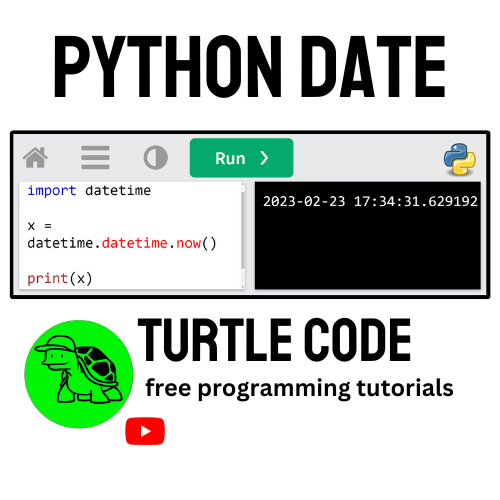 PYTHON DATE
Run ❯
import datetime
x =
datetime.datetime.now()
print(x)
2023-02-23 17:34:31.629192
TURTLE CODE
free programming tutorials